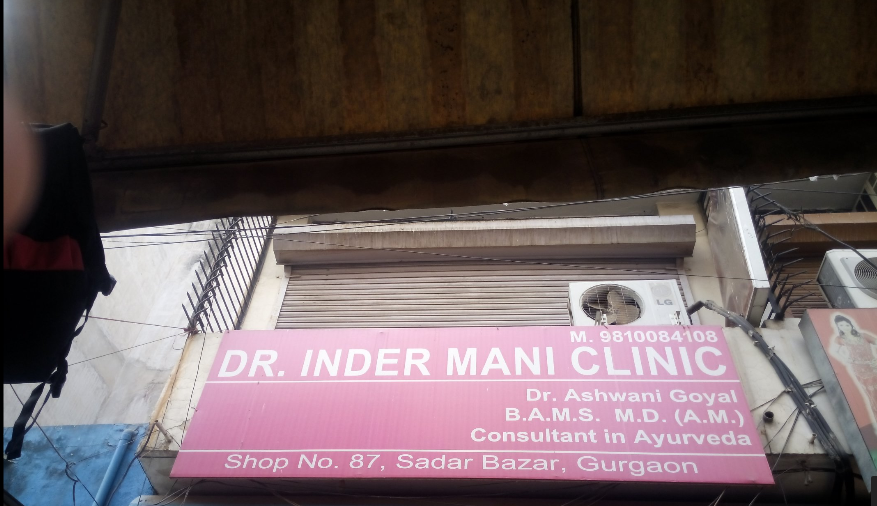 LG
M. 9810084108
DR. INDER MANI CLINIC
Dr. Ashwani Goyal
B.A.M.S. M.D. (A.M.)
Consultant in Ayurveda
Shop No. 87, Sadar Bazar, Gurgaon